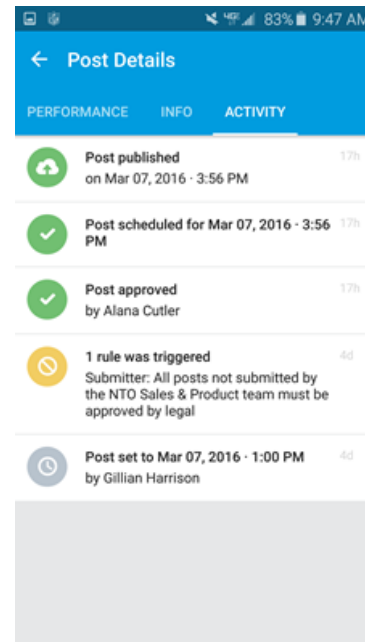 83% 9:47 AM
Post Details
PERFORMANCE INFO ACTIVITY
Post published 17h
on Mar 07, 2016 · 3:56 PM
Post scheduled for Mar 07, 2016 · 3:56 17h
PM
Post approved 17h
by Alana Cutler
1 rule was triggered 4d
Submitter: All posts not submitted by
the NTO Sales & Product team must be
approved by legal
Post set to Mar 07, 2016 · 1:00 PM 4d
by Gillian Harrison